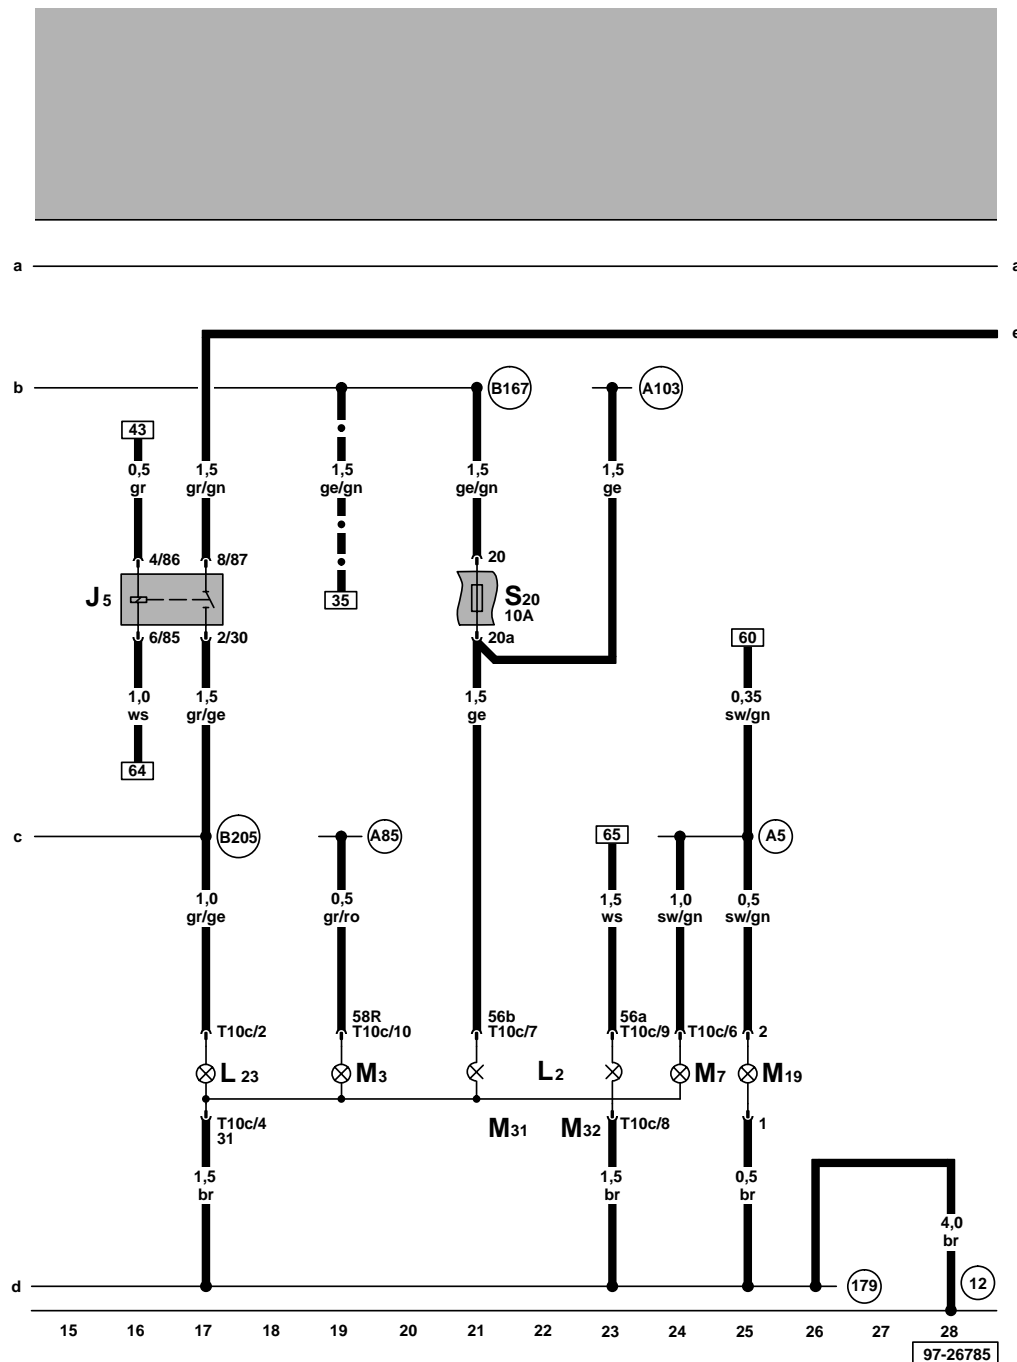 a a
e
b B167 A103
43
0,5 1,5 1,5 1,5 1,5
gr gr/gn ge/gn ge/gn ge
4/86 8/87 20
J5 35 S20
10A
6/85 2/30 20a 60
1,0 1,5 1,5 0,35
ws gr/ge ge sw/gn
64
c B205 A85 65 A5
1,0 0,5 1,5 1,0 0,5
gr/ge gr/ro ws sw/gn sw/gn
58R 56b 56a
T10c/2 T10c/10 T10c/7 T10c/9 T10c/6 2
L23 M3 L2 M7 M19
T10c/4 M31 M32 T10c/8 1
31
1,5 1,5 0,5
br br br
4,0
br
d 179 12
15 16 17 18 19 20 21 22 23 24 25 26 27 28
97-26785